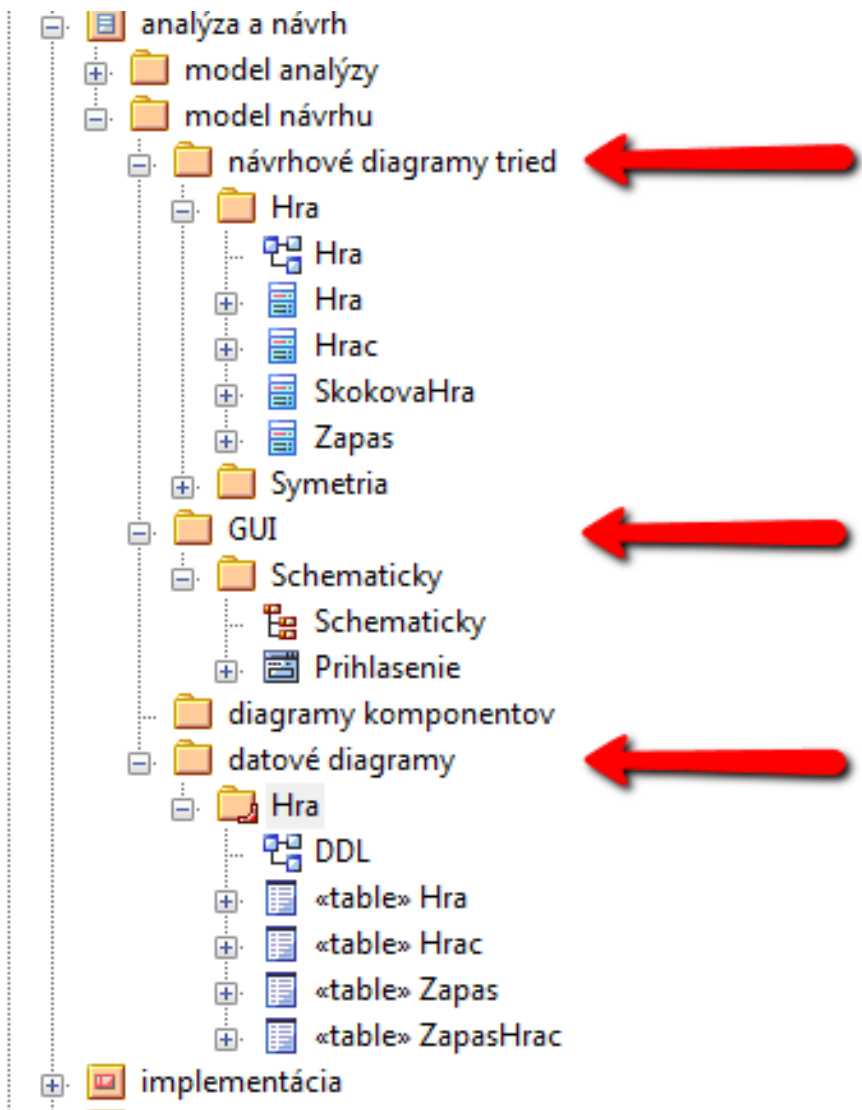 analýza a návrh
model analýzy
model návrhu
návrhové diagramy tried
Hra
Hra
Hra
Hrac
SkokovaHra
Zapas
Symetria
GUI
Schematicky
Schematicky
Prihlasenie
diagramy komponentov
datové diagramy
Hra
DDL
«table» Hra
«table» Hrac
«table» Zapas
«table» ZapasHrac
implementácia